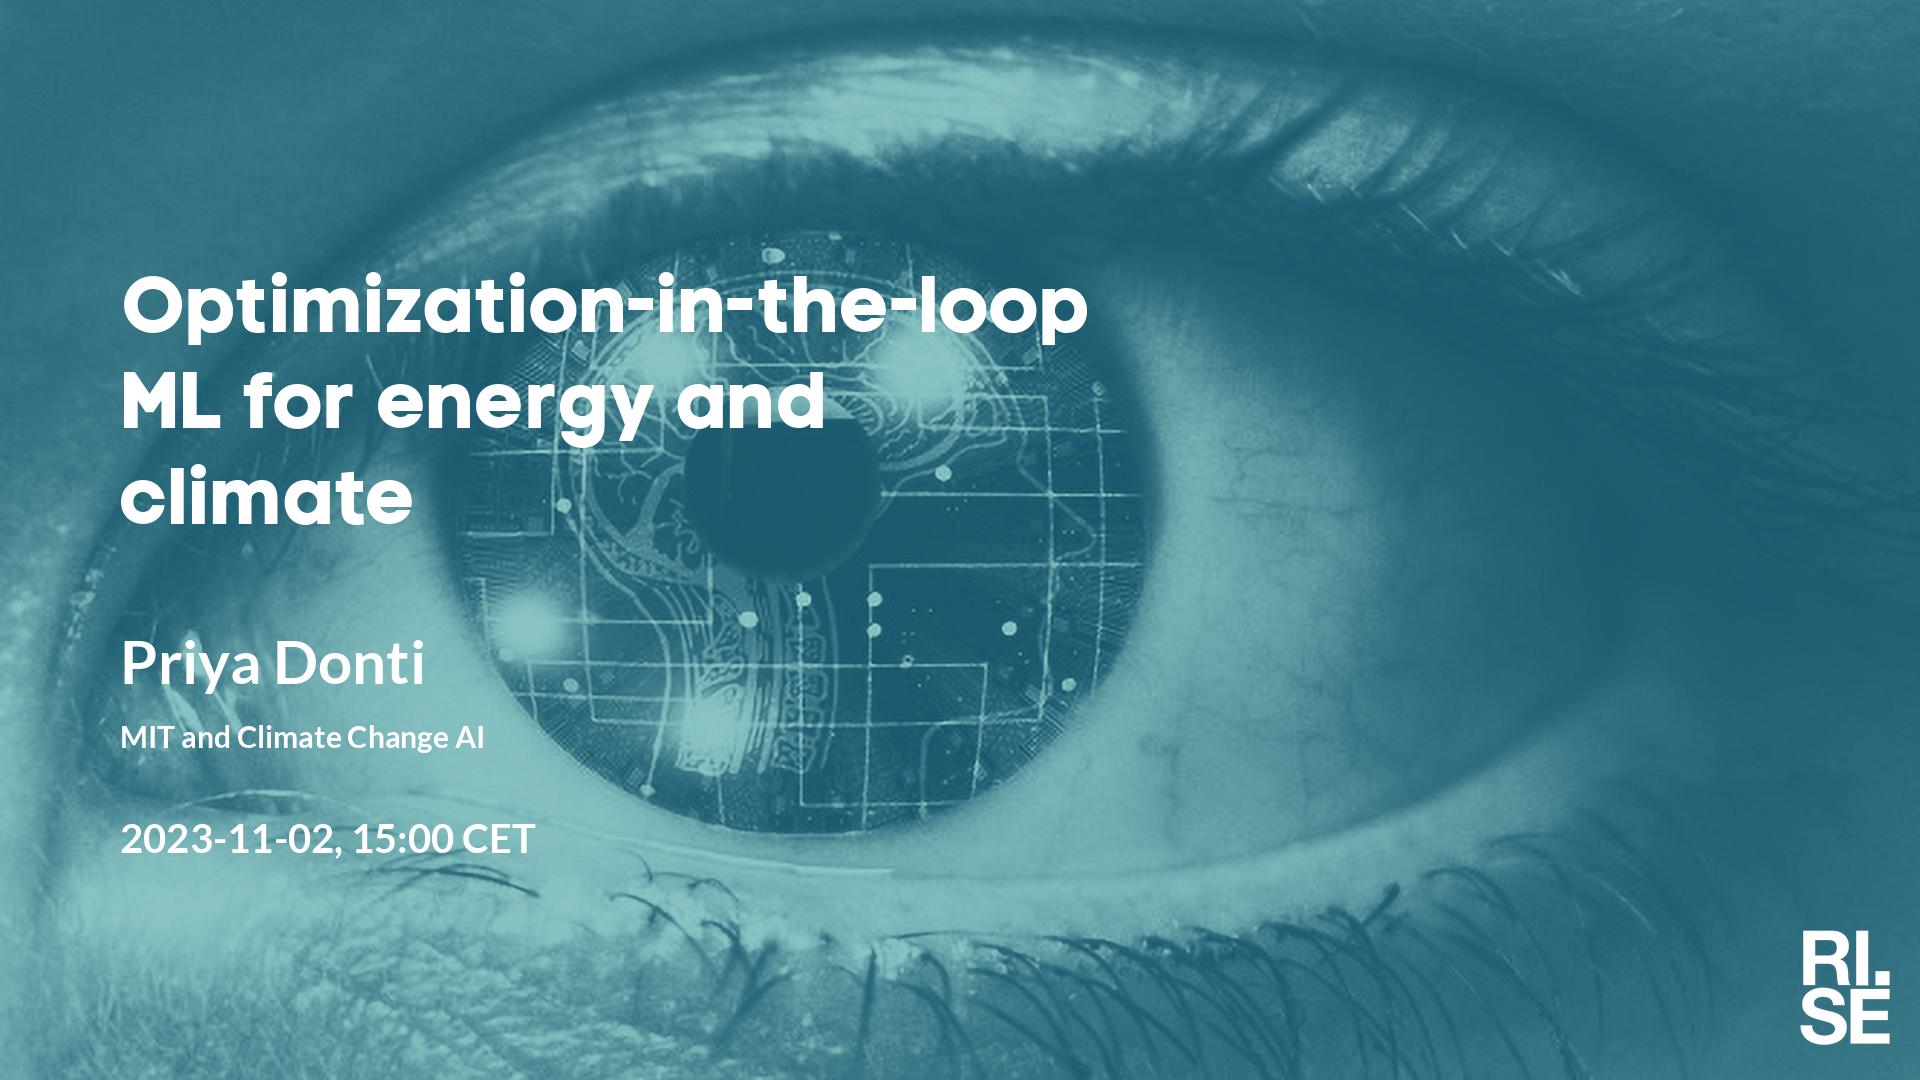 Optimization-in-the-loop
ML for energy and
climate
Priya Donti
MIT and Climate Change AI
2023-11-02, 15:00 CET
RI.
SE